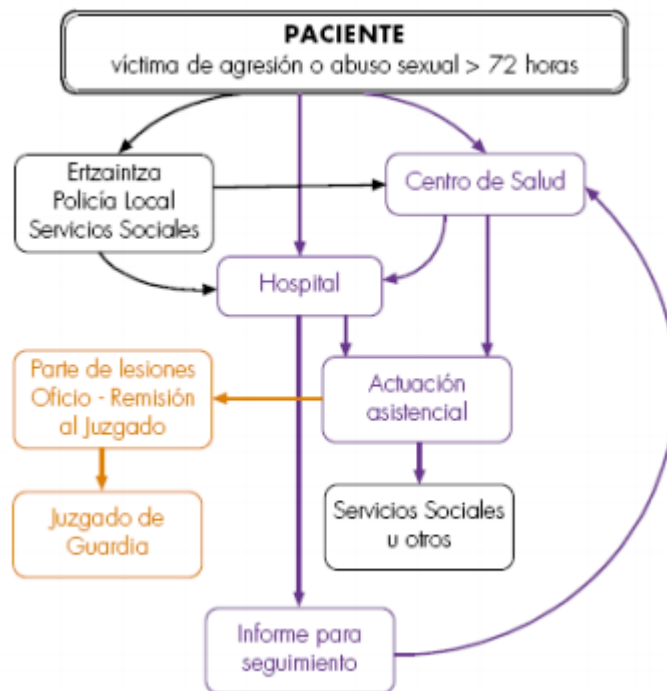 PACIENTE
víctima de agresión o abuso sexual > 72 horas
Ertzaintza
Policía Local
Servicios Sociales
Centro de Salud
Hospital
Parte de lesiones
Oficio - Remisión
al Juzgado
Actuación
asistencial
Juzgado de
Guardia
Servicios Sociales
u otros
Informe para
seguimiento